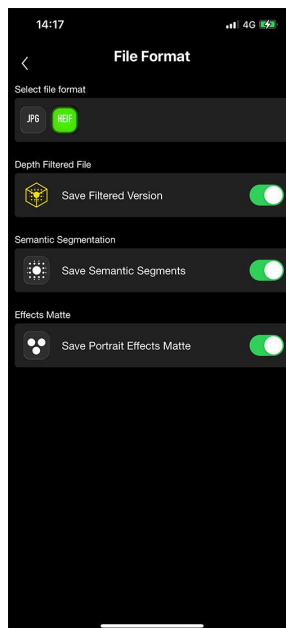 14:17
4G
File Format
Select file format
JPG HEIF
Depth Filtered File
Save Filtered Version
Semantic Segmentation
Save Semantic Segments
Effects Matte
Save Portrait Effects Matte